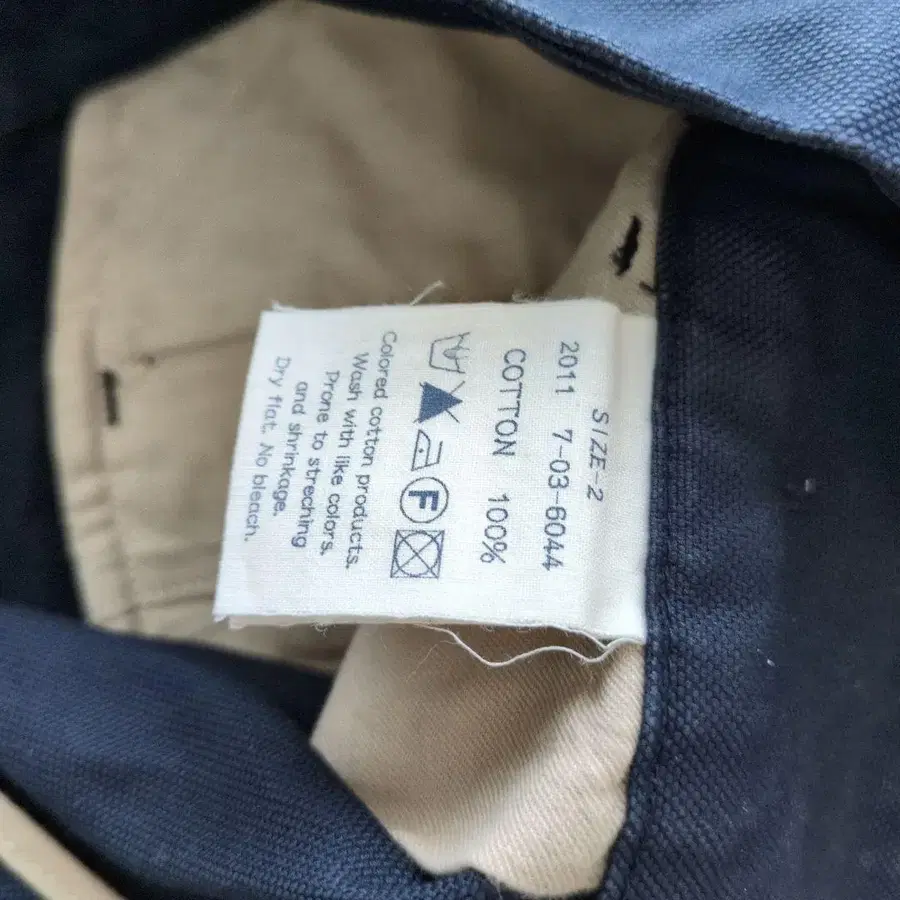 SIZE-2
2011 7-03-6044
COTTON 100%
F
Colored cotton products.
Wash with like colors.
Prone to streching
and shrinkage.
Dry flat. No bleach.